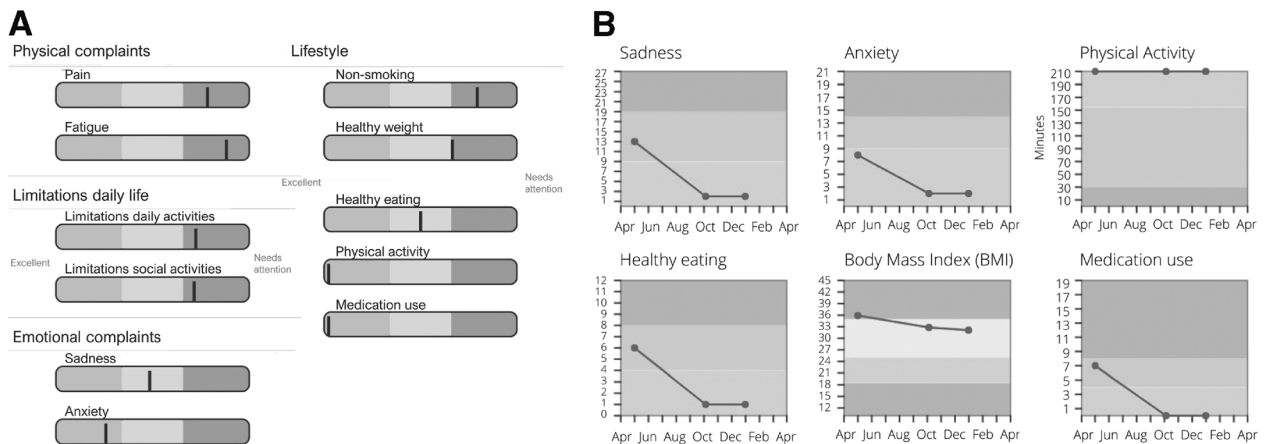 A
Physical complaints
Pain
Fatigue
Limitations daily life
Limitations daily activities
Excellent
Needs
attention
Limitations social activities
Emotional complaints
Sadness
Anxiety
Lifestyle
Non-smoking
Healthy weight
Excellent
Needs
attention
Healthy eating
Physical activity
Medication use
B
Sadness
27
25
23
21
19
17
15
13
11
9
7
5
3
1
Apr Jun Aug Oct Dec Feb Apr
Anxiety
21
19
17
15
13
11
9
7
5
3
1
Apr Jun Aug Oct Dec Feb Apr
Physical Activity
Minutes
210
190
170
150
130
110
90
70
50
30
10
Apr Jun Aug Oct Dec Feb Apr
Healthy eating
12
11
10
9
8
7
6
5
4
3
2
1
0
Apr Jun Aug Oct Dec Feb Apr
Body Mass Index (BMI)
45
42
39
36
33
30
27
24
21
18
15
12
Apr Jun Aug Oct Dec Feb Apr
Medication use
19
17
15
13
11
9
7
5
3
1
Apr Jun Aug Oct Dec Feb Apr